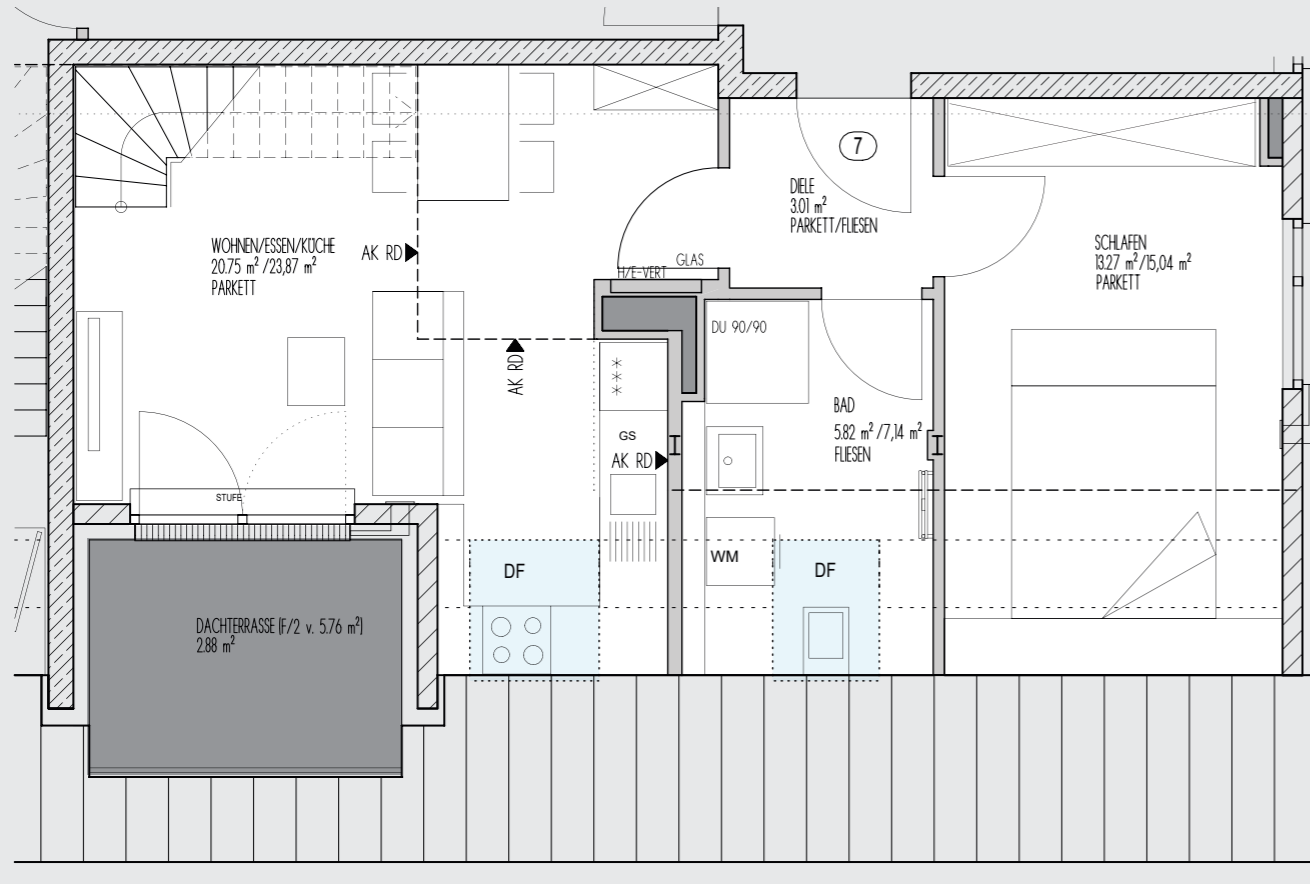 7
DIELE
3.01 m²
PARKETT/FLIESEN
WOHNEN/ESSEN/KÜCHE
20.75 m² /23,87 m²
PARKETT
AK RD
SCHLAFEN
13.27 m² /15,04 m²
PARKETT
GLAS
H/E-VERT
DU 90/90
AK RD
BAD
5.82 m² /7,14 m²
FLIESEN
GS
AK RD
STUFE
WM
DF
DF
DACHTERRASSE (F/2 v. 5.76 m²)
2.88 m²